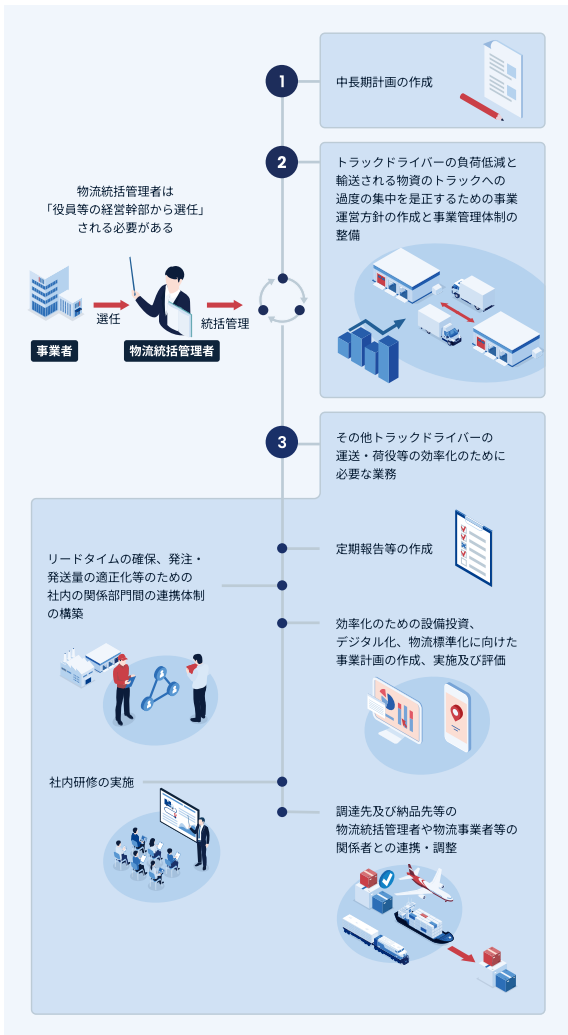 1
中長期計画の作成
2
トラックドライバーの負荷低減と
輸送される物資のトラックへの
過度の集中を是正するための事業
運営方針の作成と事業管理体制の
整備
物流統括管理者は
「役員等の経営幹部から選任」
される必要がある
選任
統括管理
事業者
物流統括管理者
3
その他トラックドライバーの
運送・荷役等の効率化のために
必要な業務
定期報告等の作成
リードタイムの確保、発注・
発送量の適正化等のための
社内の関係部門間の連携体制
の構築
効率化のための設備投資、
デジタル化、物流標準化に向けた
事業計画の作成、実施及び評価
社内研修の実施
調達先及び納品先等の
物流統括管理者や物流事業者等の
関係者との連携・調整